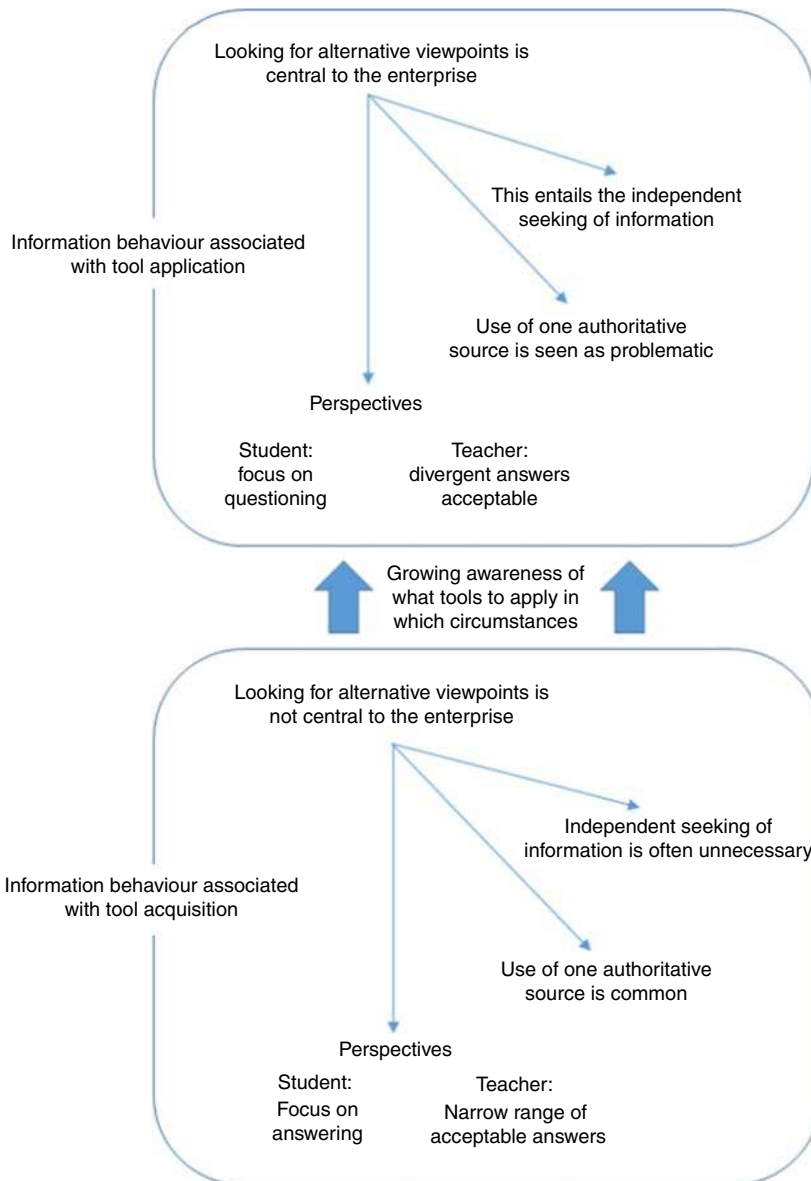 Looking for alternative viewpoints is
central to the enterprise
This entails the independent
seeking of information
Information behaviour associated
with tool application
Use of one authoritative
source is seen as problematic
Perspectives
Student:
focus on
questioning
Teacher:
divergent answers
acceptable
Growing awareness of
what tools to apply in
which circumstances
Looking for alternative viewpoints is
not central to the enterprise
Independent seeking of
information is often unnecessary
Information behaviour associated
with tool acquisition
Use of one authoritative
source is common
Perspectives
Student:
Focus on
answering
Teacher:
Narrow range of
acceptable answers